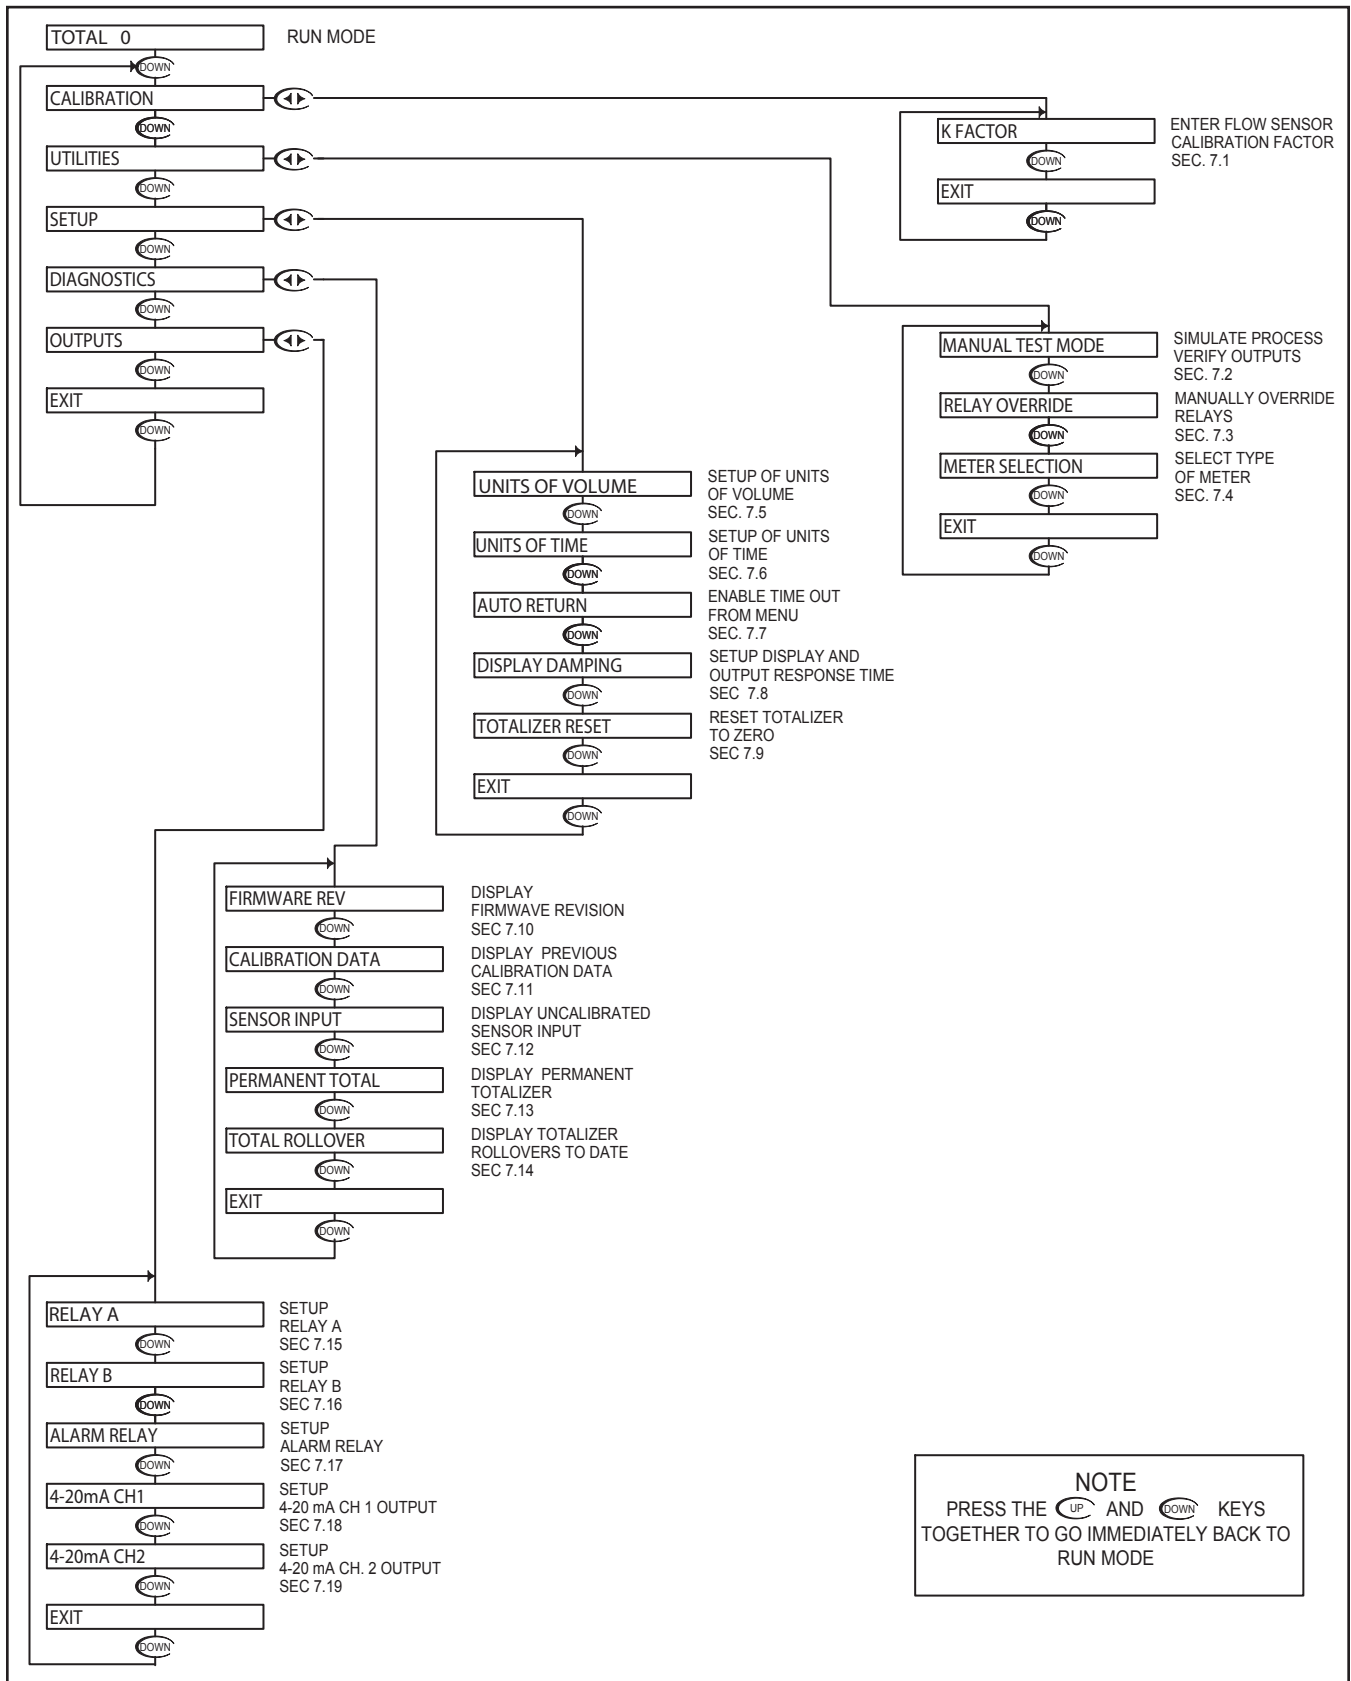 TOTAL 0
RUN MODE
DOWN
CALIBRATION
DOWN
UTILITIES
DOWN
SETUP
DOWN
DIAGNOSTICS
DOWN
OUTPUTS
DOWN
EXIT
DOWN
K FACTOR
ENTER FLOW SENSOR
CALIBRATION FACTOR
SEC. 7.1
DOWN
EXIT
DOWN
MANUAL TEST MODE
SIMULATE PROCESS
VERIFY OUTPUTS
SEC. 7.2
DOWN
RELAY OVERRIDE
MANUALLY OVERRIDE
RELAYS
SEC. 7.3
DOWN
METER SELECTION
SELECT TYPE
OF METER
SEC. 7.4
DOWN
EXIT
DOWN
UNITS OF VOLUME
SETUP OF UNITS
OF VOLUME
SEC. 7.5
DOWN
UNITS OF TIME
SETUP OF UNITS
OF TIME
SEC. 7.6
DOWN
AUTO RETURN
ENABLE TIME OUT
FROM MENU
SEC. 7.7
DOWN
DISPLAY DAMPING
SETUP DISPLAY AND
OUTPUT RESPONSE TIME
SEC 7.8
DOWN
TOTALIZER RESET
RESET TOTALIZER
TO ZERO
SEC 7.9
DOWN
EXIT
DOWN
FIRMWARE REV
DISPLAY
FIRMWAVE REVISION
SEC 7.10
DOWN
CALIBRATION DATA
DISPLAY PREVIOUS
CALIBRATION DATA
SEC 7.11
DOWN
SENSOR INPUT
DISPLAY UNCALIBRATED
SENSOR INPUT
SEC 7.12
DOWN
PERMANENT TOTAL
DISPLAY PERMANENT
TOTALIZER
SEC 7.13
DOWN
TOTAL ROLLOVER
DISPLAY TOTALIZER
ROLLOVERS TO DATE
SEC 7.14
DOWN
EXIT
DOWN
RELAY A
SETUP
RELAY A
SEC 7.15
DOWN
RELAY B
SETUP
RELAY B
SEC 7.16
DOWN
ALARM RELAY
SETUP
ALARM RELAY
SEC 7.17
DOWN
4-20mA CH1
SETUP
4-20 mA CH 1 OUTPUT
SEC 7.18
DOWN
4-20mA CH2
SETUP
4-20 mA CH. 2 OUTPUT
SEC 7.19
DOWN
EXIT
DOWN
NOTE
PRESS THE UP AND DOWN KEYS
TOGETHER TO GO IMMEDIATELY BACK TO
RUN MODE